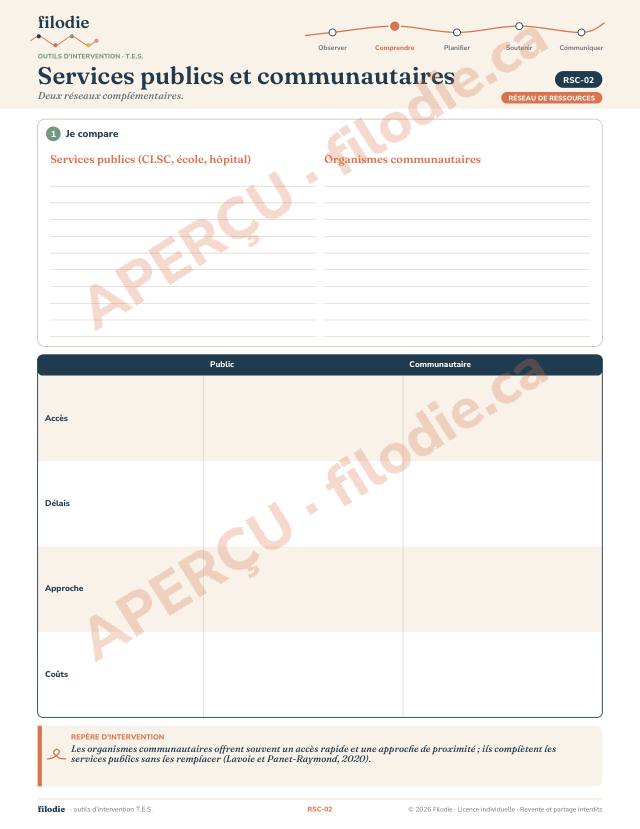 filodie
OUTILS D'INTERVENTION · T.E.S.
Observer
Comprendre
Planifier
Soutenir
Communiquer
Services publics et communautaires
Deux réseaux complémentaires.
RSC-02
RÉSEAU DE RESSOURCES
1 Je compare
Services publics (CLSC, école, hôpital)
Organismes communautaires
APERÇU · filodie.ca
Public
Communautaire
Accès
Délais
Approche
Coûts
APERÇU · filodie.ca
REPÈRE D'INTERVENTION
Les organismes communautaires offrent souvent un accès rapide et une approche de proximité ; ils complètent les
services publics sans les remplacer (Lavoie et Panet-Raymond, 2020).
filodie · outils d'intervention T.E.S.
RSC-02
© 2026 Filodie · Licence individuelle · Revente et partage interdits